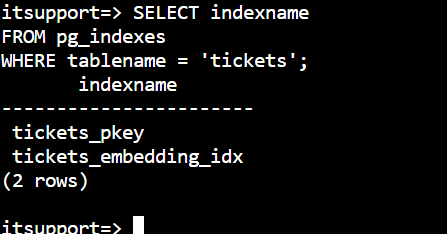 itsupport=> SELECT indexname
FROM pg_indexes
WHERE tablename = 'tickets';
       indexname
-----------------------
 tickets_pkey
 tickets_embedding_idx
(2 rows)

itsupport=>